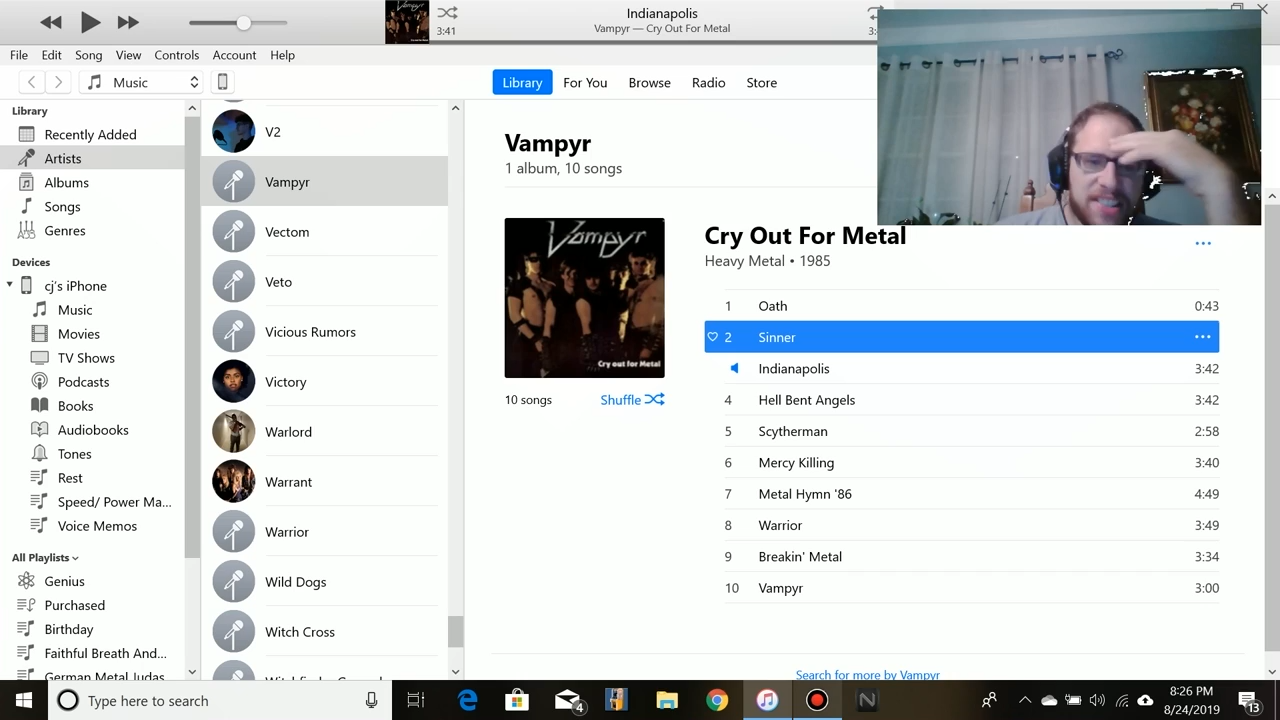 Indianapolis
3:41
Vampyr — Cry Out For Metal
File Edit Song View Controls Account Help
Music
Library For You Browse Radio Store
Library
Recently Added
Artists
Albums
Songs
Genres
Devices
cj's iPhone
Music
Movies
TV Shows
Podcasts
Books
Audiobooks
Tones
Rest
Speed/ Power Ma...
Voice Memos
All Playlists
Genius
Purchased
Birthday
Faithful Breath And...
German Metal Judas
V2
Vampyr
Vectom
Veto
Vicious Rumors
Victory
Warlord
Warrant
Warrior
Wild Dogs
Witch Cross
Vampyr
1 album, 10 songs
Vampyr
Cry out for Metal
10 songs Shuffle
Cry Out For Metal
Heavy Metal • 1985
1 Oath 0:43
2 Sinner
Indianapolis 3:42
4 Hell Bent Angels 3:42
5 Scytherman 2:58
6 Mercy Killing 3:40
7 Metal Hymn '86 4:49
8 Warrior 3:49
9 Breakin' Metal 3:34
10 Vampyr 3:00
Search for more by Vampyr
Type here to search
4
N
8:26 PM
8/24/2019
13